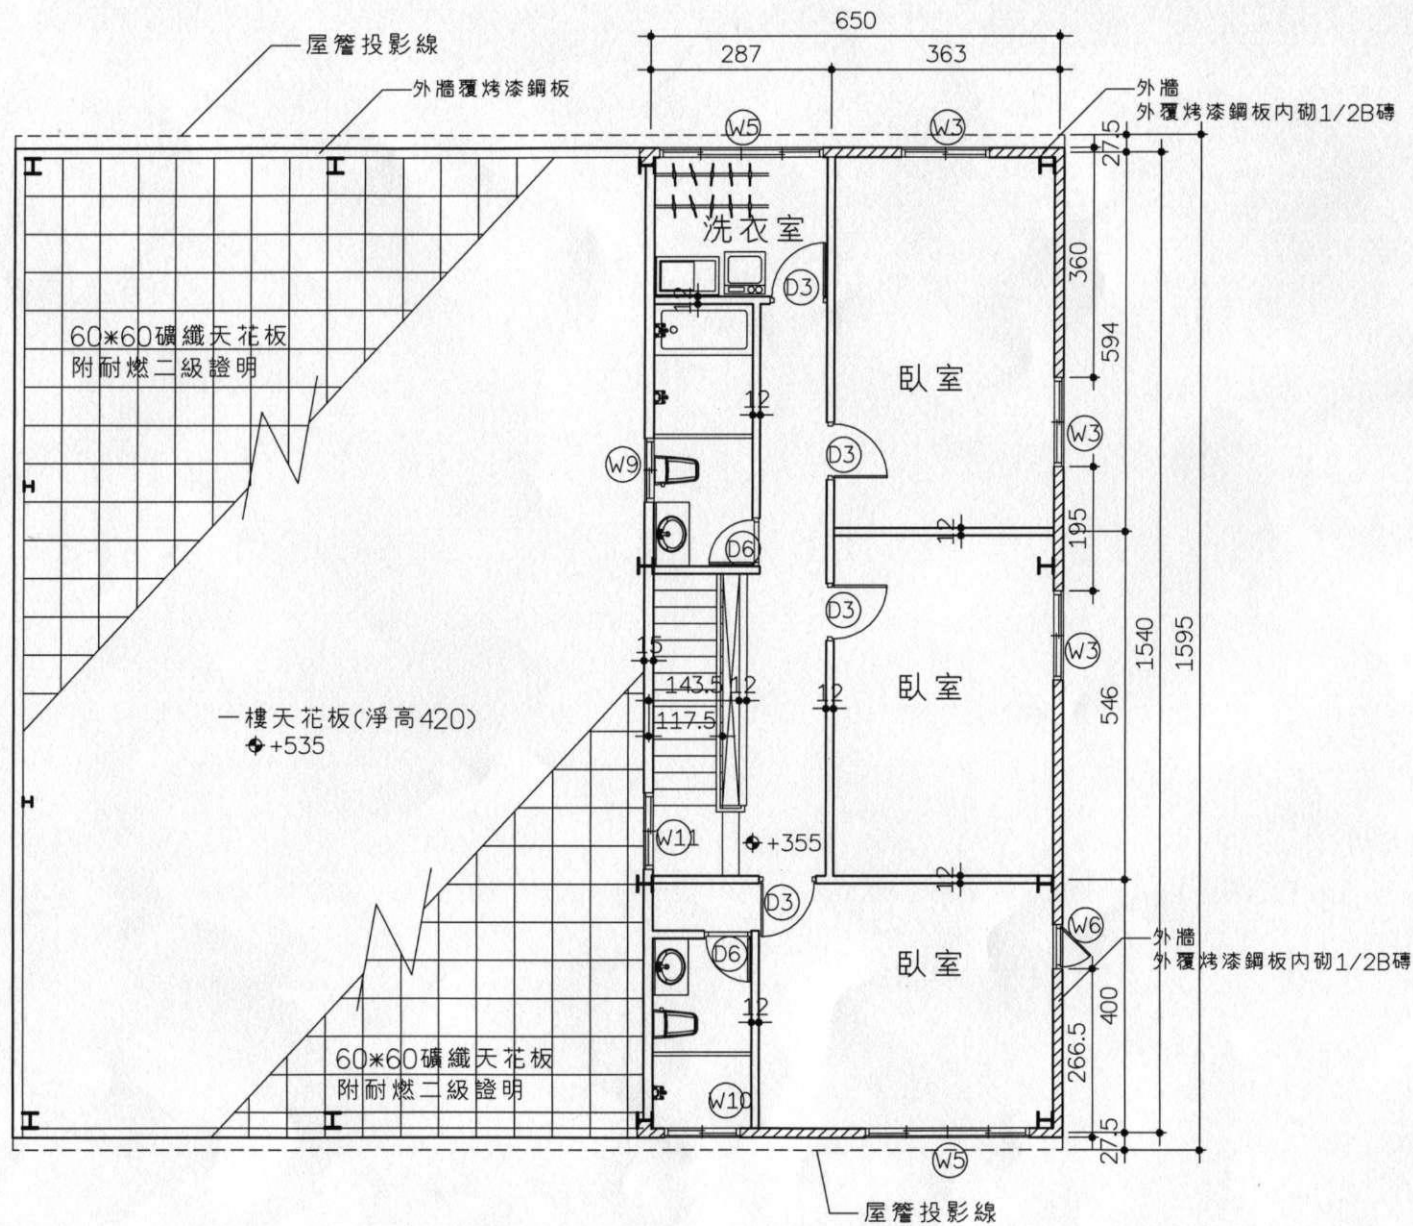 650
屋簷投影線
287
363
外牆覆烤漆鋼板
外牆
外覆烤漆鋼板內砌1/2B磚
W5
W3
27.5
洗衣室
360
D3
12
60*60礦纖天花板
附耐燃二級證明
594
臥室
12
W3
D3
W9
195
12
D6
D3
15
1540
1595
W3
143.5
12
臥室
12
546
一樓天花板(淨高420)
117.5
+535
W11
+355
12
D3
W6
外牆
外覆烤漆鋼板內砌1/2B磚
D6
臥室
12
400
266.5
60*60礦纖天花板
附耐燃二級證明
W10
27.5
W5
屋簷投影線